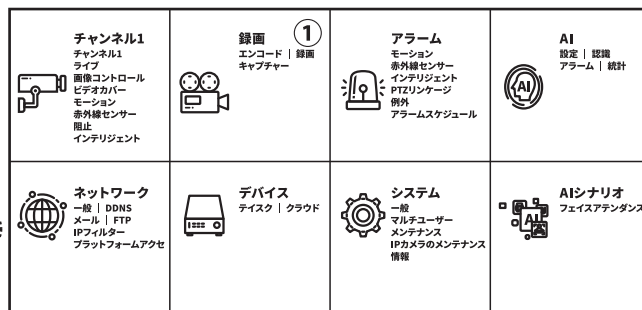 チャンネル1
チャンネル1
ライブ
画像コントロール
ビデオカバー
モーション
赤外線センサー
阻止
インテリジェント
録画
①
エンコード | 録画
キャプチャー
アラーム
モーション
赤外線センサー
インテリジェント
PTZリンケージ
例外
アラームスケジュール
AI
設定 | 認識
アラーム | 統計
AI
ネットワーク
一般 | DDNS
メール | FTP
IPフィルター
プラットフォームアクセ
デバイス
ディスク | クラウド
システム
一般
マルチユーザー
メンテナンス
IPカメラのメンテナンス
情報
AIシナリオ
フェイスアテンダンス
AI